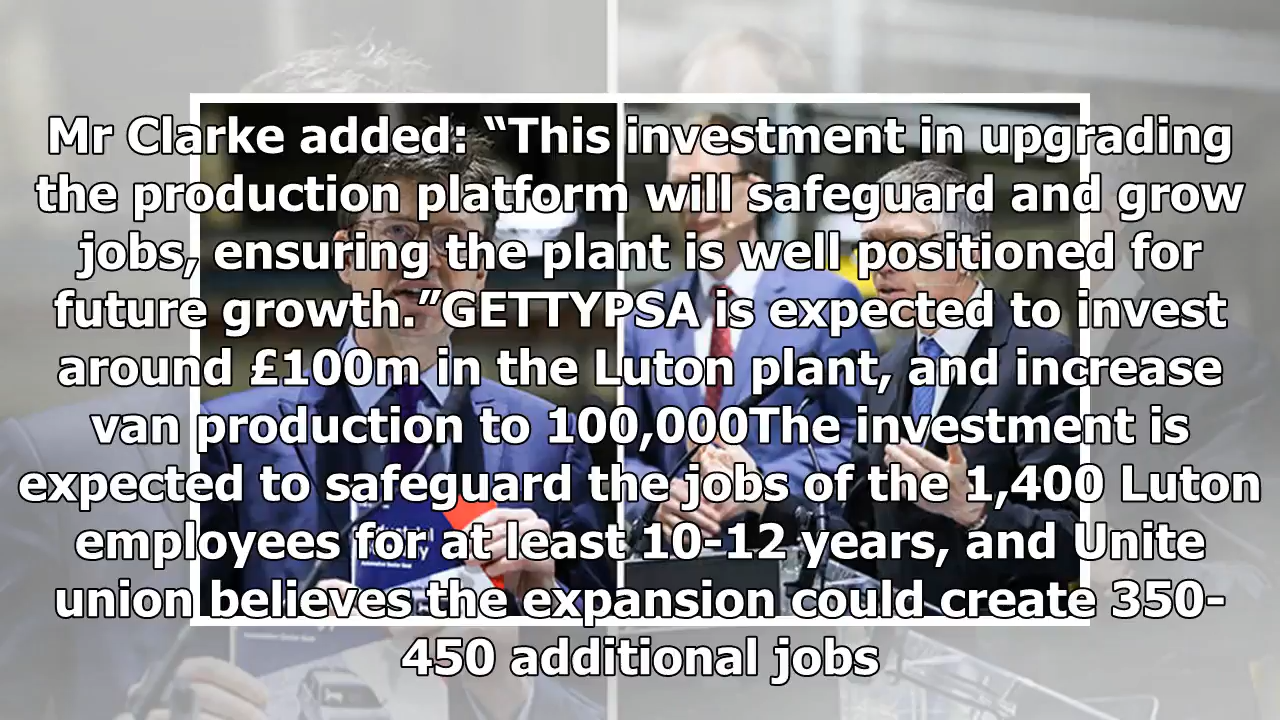 Mr Clarke added: “This investment in upgrading
the production platform will safeguard and grow
jobs, ensuring the plant is well positioned for
future growth.”GETTYPSA is expected to invest
around £100m in the Luton plant, and increase
van production to 100,000The investment is
expected to safeguard the jobs of the 1,400 Luton
employees for at least 10-12 years, and Unite
union believes the expansion could create 350-
450 additional jobs